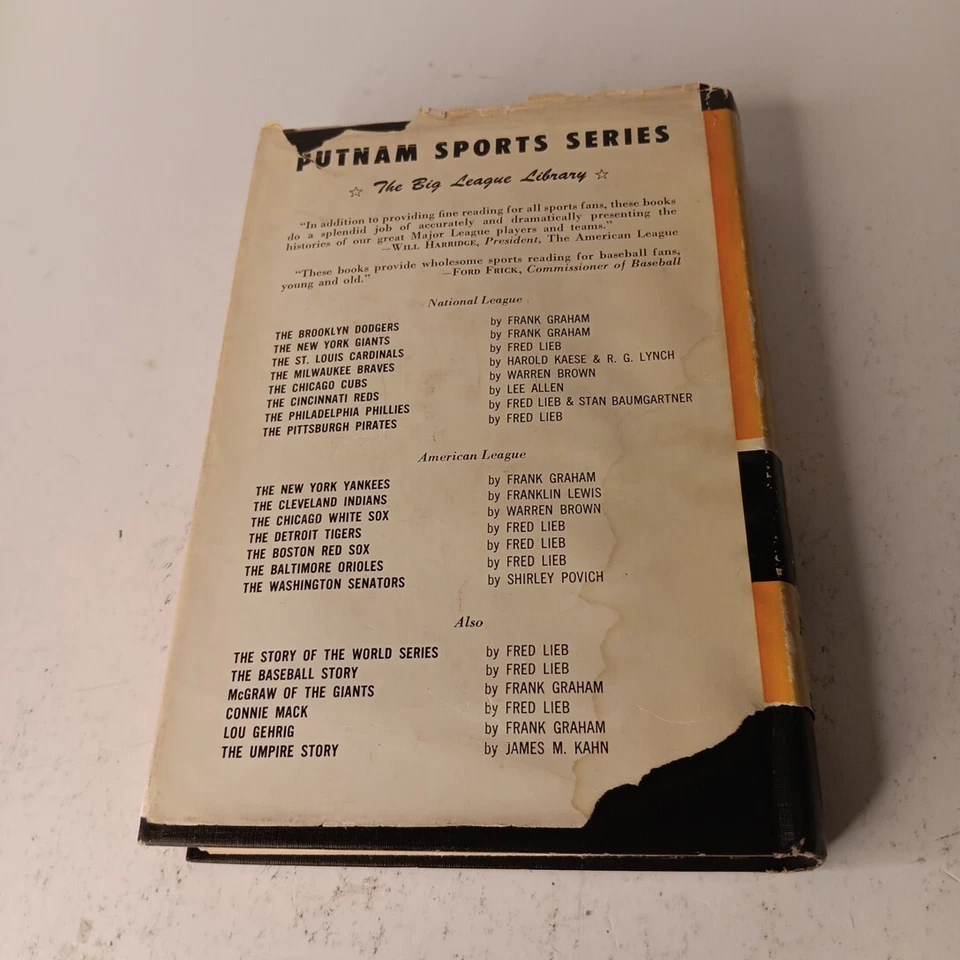 PUTNAM SPORTS SERIES
☆ The Big League Library ☆
"In addition to providing fine reading for all sports fans, these books
do a splendid job of accurately and dramatically presenting the
histories of our great Major League players and teams."
—WILL HARRIDGE, President, The American League
"These books provide wholesome sports reading for baseball fans,
young and old." —FORD FRICK, Commissioner of Baseball
National League
THE BROOKLYN DODGERS by FRANK GRAHAM
THE NEW YORK GIANTS by FRANK GRAHAM
THE ST. LOUIS CARDINALS by FRED LIEB
THE MILWAUKEE BRAVES by HAROLD KAESE & R. G. LYNCH
THE CHICAGO CUBS by WARREN BROWN
THE CINCINNATI REDS by LEE ALLEN
THE PHILADELPHIA PHILLIES by FRED LIEB & STAN BAUMGARTNER
THE PITTSBURGH PIRATES by FRED LIEB
American League
THE NEW YORK YANKEES by FRANK GRAHAM
THE CLEVELAND INDIANS by FRANKLIN LEWIS
THE CHICAGO WHITE SOX by WARREN BROWN
THE DETROIT TIGERS by FRED LIEB
THE BOSTON RED SOX by FRED LIEB
THE BALTIMORE ORIOLES by FRED LIEB
THE WASHINGTON SENATORS by SHIRLEY POVICH
Also
THE STORY OF THE WORLD SERIES by FRED LIEB
THE BASEBALL STORY by FRED LIEB
McGRAW OF THE GIANTS by FRANK GRAHAM
CONNIE MACK by FRED LIEB
LOU GEHRIG by FRANK GRAHAM
THE UMPIRE STORY by JAMES M. KAHN